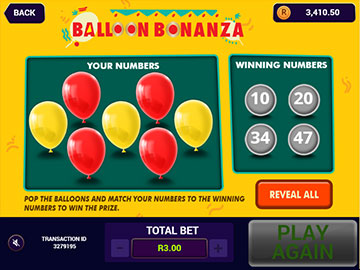 BACK
R 3,410.50
BALLOON BONANZA
YOUR NUMBERS
WINNING NUMBERS
10 20
34 47
POP THE BALLOONS AND MATCH YOUR NUMBERS TO THE WINNING
NUMBERS TO WIN THE PRIZE.
REVEAL ALL
TRANSACTION ID
3279195
TOTAL BET
- R3.00 +
PLAY
AGAIN